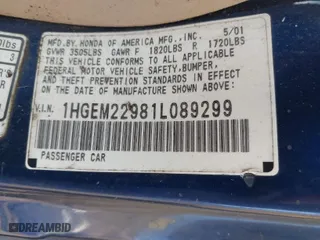 MFD. BY HONDA OF AMERICA MFG., INC. 5/01
GVWR 3505LBS GAWR F 1820LBS R 1720LBS
THIS VEHICLE CONFORMS TO ALL APPLICABLE
FEDERAL MOTOR VEHICLE SAFETY, BUMPER,
AND THEFT PREVENTION STANDARDS IN EFFECT
ON THE DATE OF MANUFACTURE SHOWN ABOVE.
V.I.N. 1HGEM22981L089299
PASSENGER CAR
lbs
3